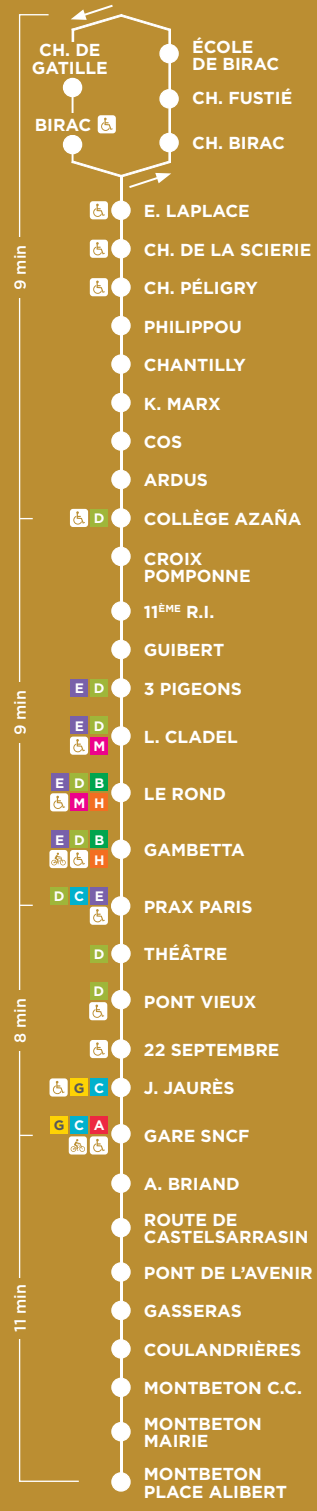 CH. DE
GATILLE
BIRAC
ÉCOLE
DE BIRAC
CH. FUSTIÉ
CH. BIRAC
E. LAPLACE
CH. DE LA SCIERIE
CH. PÉLIGRY
PHILIPPOU
CHANTILLY
K. MARX
COS
ARDUS
9 min
D COLLÈGE AZAÑA
CROIX
POMPONNE
11ÈME R.I.
GUIBERT
E D 3 PIGEONS
E D
M
L. CLADEL
9 min
E D B
M H
LE ROND
E D B
H
GAMBETTA
D C E
PRAX PARIS
D THÉÂTRE
D
PONT VIEUX
8 min
22 SEPTEMBRE
G C J. JAURÈS
G C A
GARE SNCF
A. BRIAND
ROUTE DE
CASTELSARRASIN
PONT DE L'AVENIR
GASSERAS
11 min
COULANDRIÈRES
MONTBETON C.C.
MONTBETON
MAIRIE
MONTBETON
PLACE ALIBERT